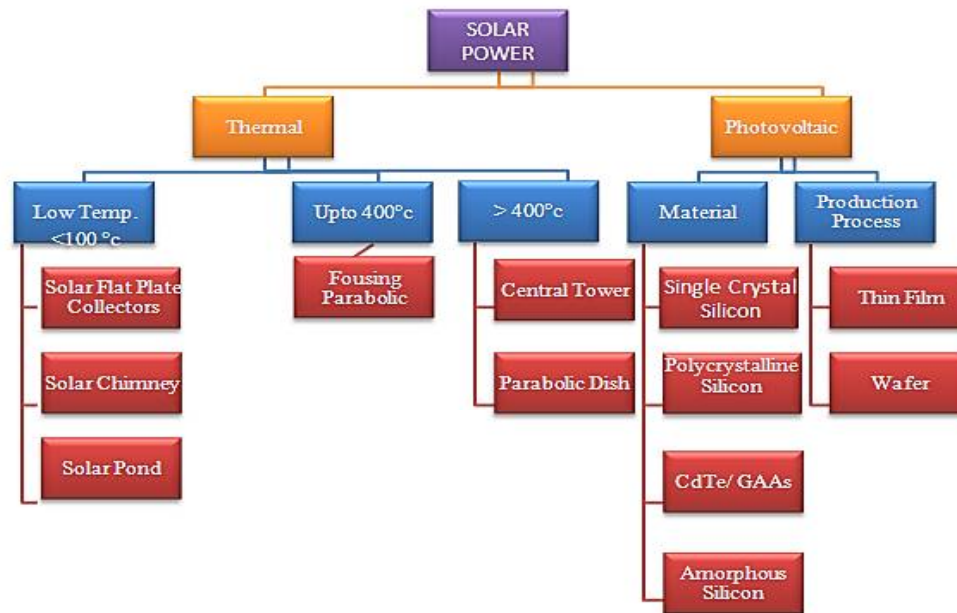 SOLAR
POWER
Thermal
Photovoltaic
Low Temp.
<100 °c
Upto 400°c
> 400°c
Material
Production
Process
Solar Flat Plate
Collectors
Solar Chimney
Solar Pond
Fousing
Parabolic
Central Tower
Parabolic Dish
Single Crystal
Silicon
Polycrystalline
Silicon
CdTe/ GAAs
Amorphous
Silicon
Thin Film
Wafer